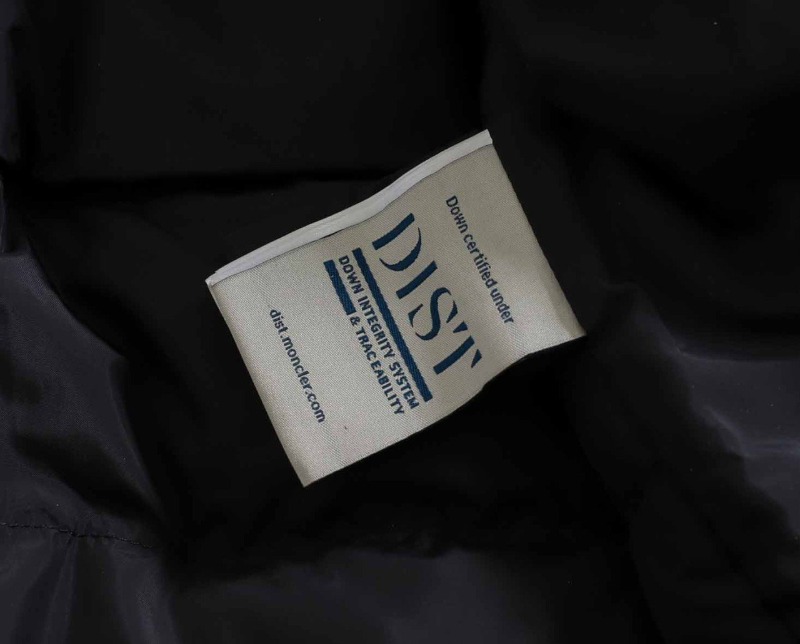 Down certified under
DIST
DOWN INTEGRITY SYSTEM
& TRACEABILITY
dist.moncler.com